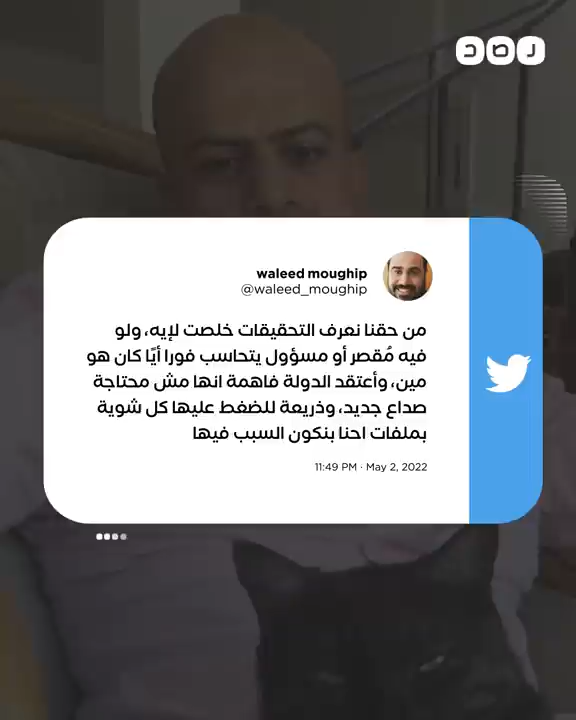 رصد
waleed moughip
@waleed_moughip
من حقنا نعرف التحقيقات خلصت لإيه، ولو
فيه مُقصر أو مسؤول يتحاسب فورا أيًا كان هو
مين، وأعتقد الدولة فاهمة انها مش محتاجة
صداع جديد، وذريعة للضغط عليها كل شوية
بملفات احنا بنكون السبب فيها
11:49 PM · May 2, 2022